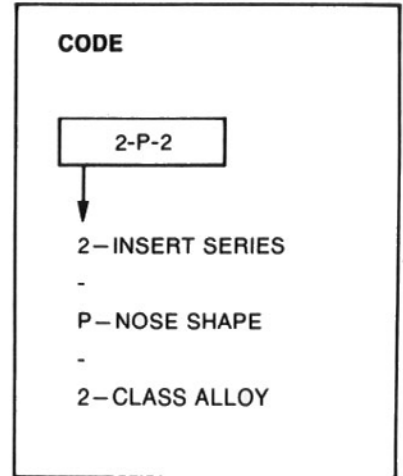 CODE
2-P-2
2—INSERT SERIES
-
P—NOSE SHAPE
-
2—CLASS ALLOY